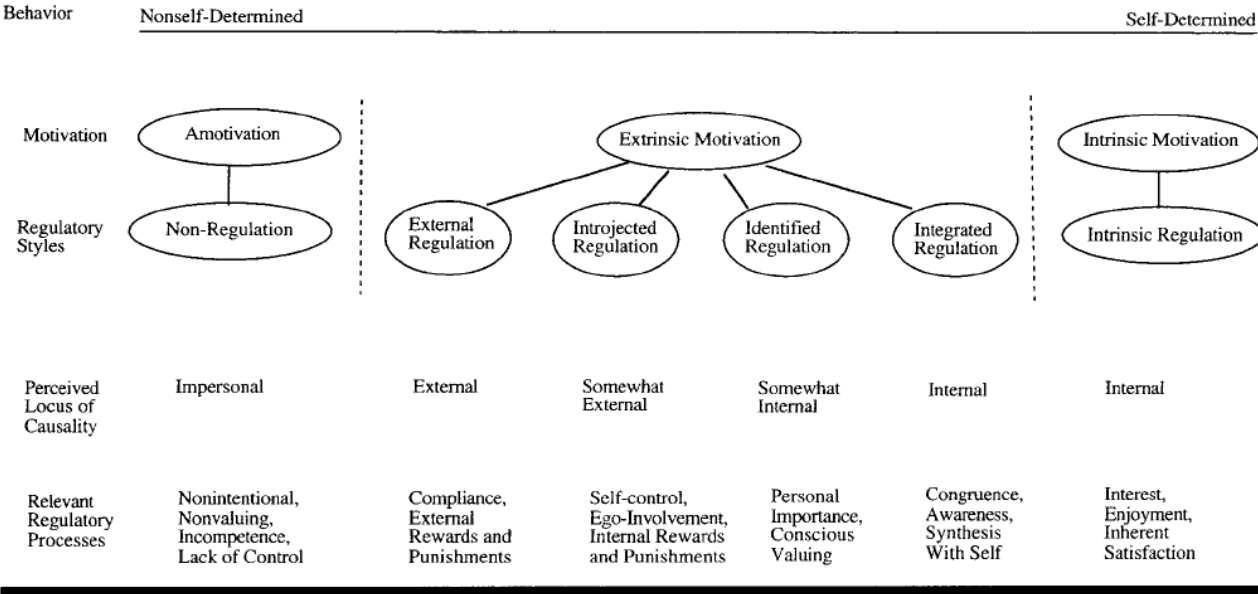 Behavior
Nonself-Determined
Self-Determined
Motivation
Amotivation
Extrinsic Motivation
Intrinsic Motivation
Regulatory
Styles
Non-Regulation
External
Regulation
Introjected
Regulation
Identified
Regulation
Integrated
Regulation
Intrinsic Regulation
Perceived
Locus of
Causality
Impersonal
External
Somewhat
External
Somewhat
Internal
Internal
Internal
Relevant
Regulatory
Processes
Nonintentional,
Nonvaluing,
Incompetence,
Lack of Control
Compliance,
External
Rewards and
Punishments
Self-control,
Ego-Involvement,
Internal Rewards
and Punishments
Personal
Importance,
Conscious
Valuing
Congruence,
Awareness,
Synthesis
With Self
Interest,
Enjoyment,
Inherent
Satisfaction